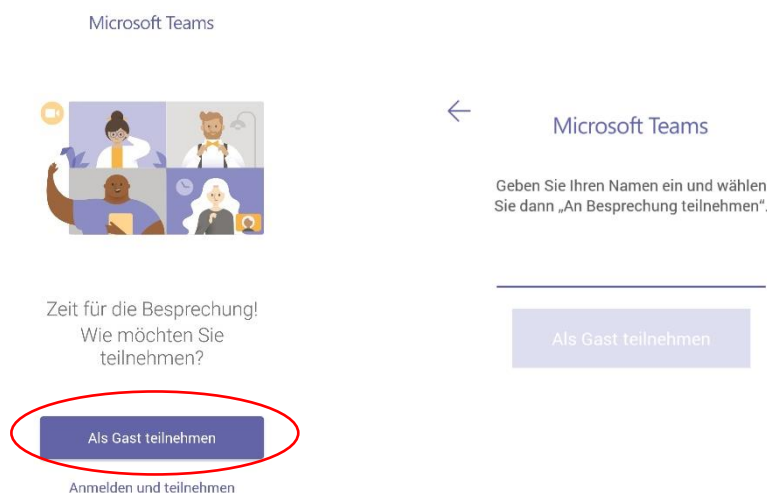 Microsoft Teams
Zeit für die Besprechung!
Wie möchten Sie
teilnehmen?
Als Gast teilnehmen
Anmelden und teilnehmen
Microsoft Teams
Geben Sie Ihren Namen ein und wählen
Sie dann „An Besprechung teilnehmen“.
Als Gast teilnehmen